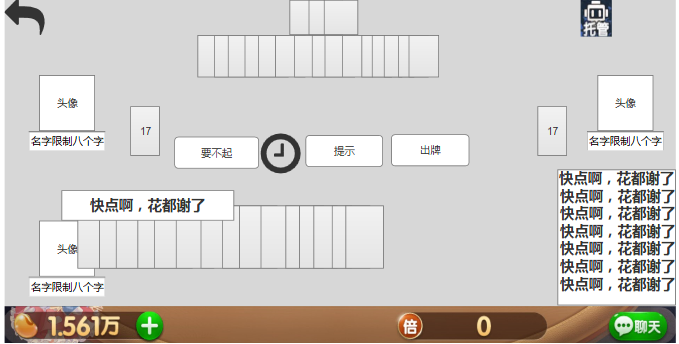 托管
头像
头像
名字限制八个字
名字限制八个字
17
17
要不起
提示
出牌
快点啊，花都谢了
快点啊，花都谢了
快点啊，花都谢了
快点啊，花都谢了
快点啊，花都谢了
快点啊，花都谢了
快点啊，花都谢了
快点啊，花都谢了
头像
名字限制八个字
1.561万
倍
0
聊天